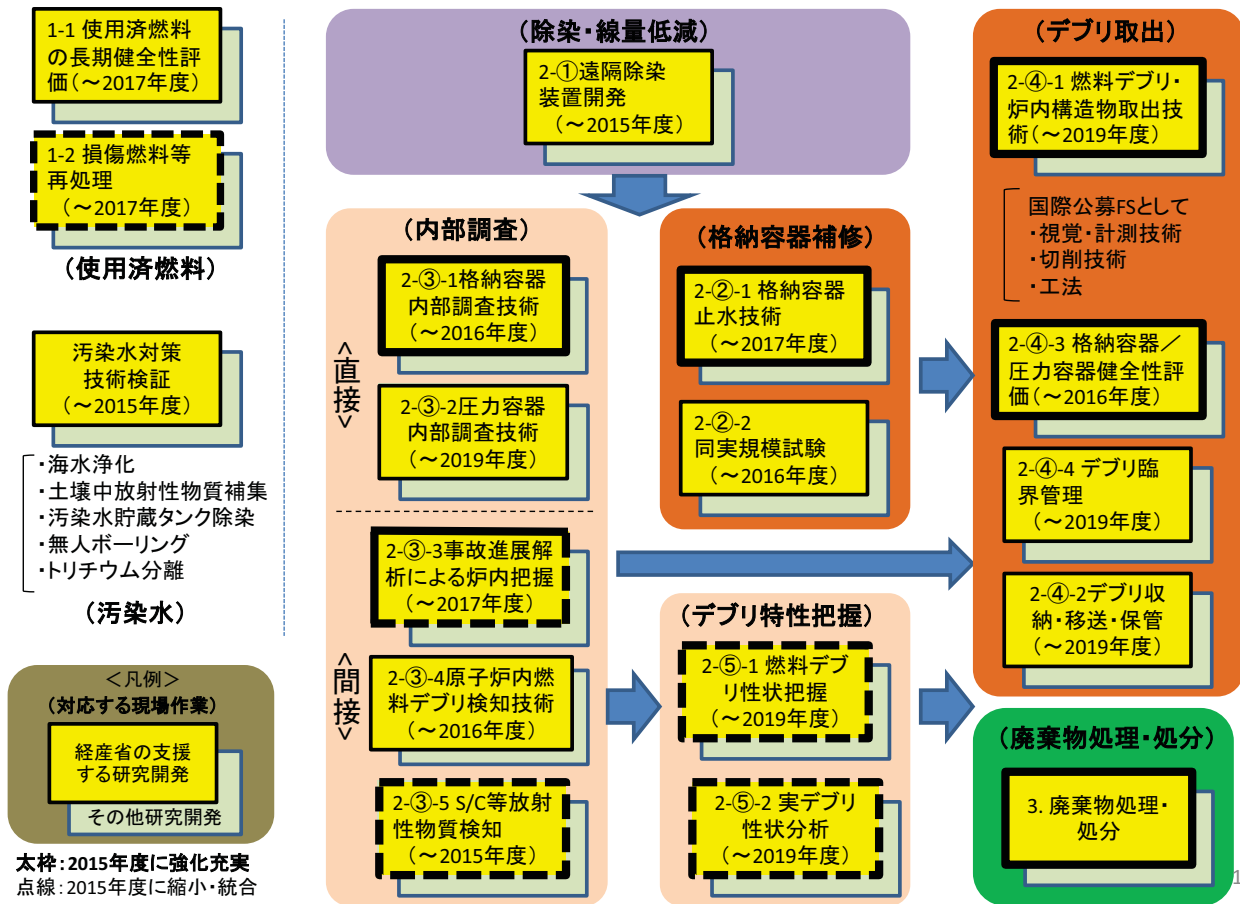 1-1 使用済燃料
の長期健全性評
価(～2017年度)
1-2 損傷燃料等
再処理
(～2017年度)
(使用済燃料)
汚染水対策
技術検証
(～2015年度)
・海水浄化
・土壌中放射性物質補集
・汚染水貯蔵タンク除染
・無人ボーリング
・トリチウム分離
(汚染水)
＜凡例＞
(対応する現場作業)
経産省の支援
する研究開発
その他研究開発
太枠：2015年度に強化充実
点線：2015年度に縮小・統合
(除染・線量低減)
2-①遠隔除染
装置開発
(～2015年度)
(内部調査)
＜直接＞
2-③-1格納容器
内部調査技術
(～2016年度)
2-③-2圧力容器
内部調査技術
(～2019年度)
＜間接＞
2-③-3事故進展解
析による炉内把握
(～2017年度)
2-③-4原子炉内燃
料デブリ検知技術
(～2016年度)
2-③-5 S/C等放射
性物質検知
(～2015年度)
(格納容器補修)
2-②-1 格納容器
止水技術
(～2017年度)
2-②-2
同実規模試験
(～2016年度)
(デブリ特性把握)
2-⑤-1 燃料デブ
リ性状把握
(～2019年度)
2-⑤-2 実デブリ
性状分析
(～2019年度)
(デブリ取出)
2-④-1 燃料デブリ・
炉内構造物取出技
術(～2019年度)
国際公募FSとして
・視覚・計測技術
・切削技術
・工法
2-④-3 格納容器／
圧力容器健全性評
価(～2016年度)
2-④-4 デブリ臨
界管理
(～2019年度)
2-④-2デブリ収
納・移送・保管
(～2019年度)
(廃棄物処理・処分)
3. 廃棄物処理・
処分
1